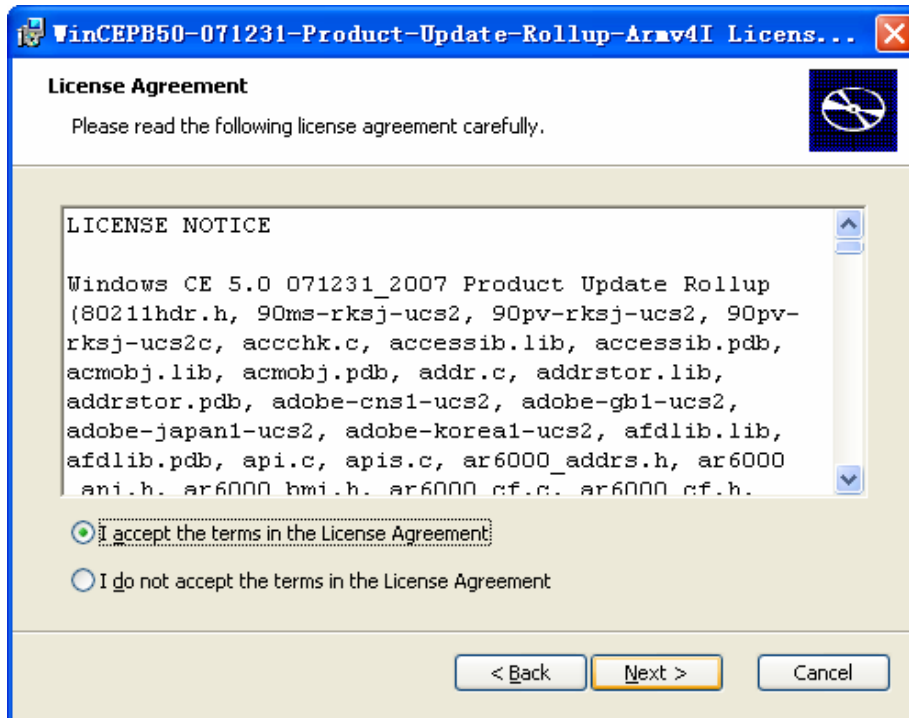 WinCEPB50-071231-Product-Update-Rollup-Armv4I Licens...
License Agreement
Please read the following license agreement carefully.
LICENSE NOTICE
Windows CE 5.0 071231_2007 Product Update Rollup
(80211hdr.h, 90ms-rksj-ucs2, 90pv-rksj-ucs2, 90pv-
rksj-ucs2c, accchk.c, accessib.lib, accessib.pdb,
acmobj.lib, acmobj.pdb, addr.c, addrstor.lib,
addrstor.pdb, adobe-cns1-ucs2, adobe-gb1-ucs2,
adobe-japan1-ucs2, adobe-korea1-ucs2, afdlib.lib,
afdlib.pdb, api.c, apis.c, ar6000_addrs.h, ar6000
_api.h, ar6000_bmi.h, ar6000_cf.c, ar6000_cf.h,
I accept the terms in the License Agreement
I do not accept the terms in the License Agreement
< Back
Next >
Cancel